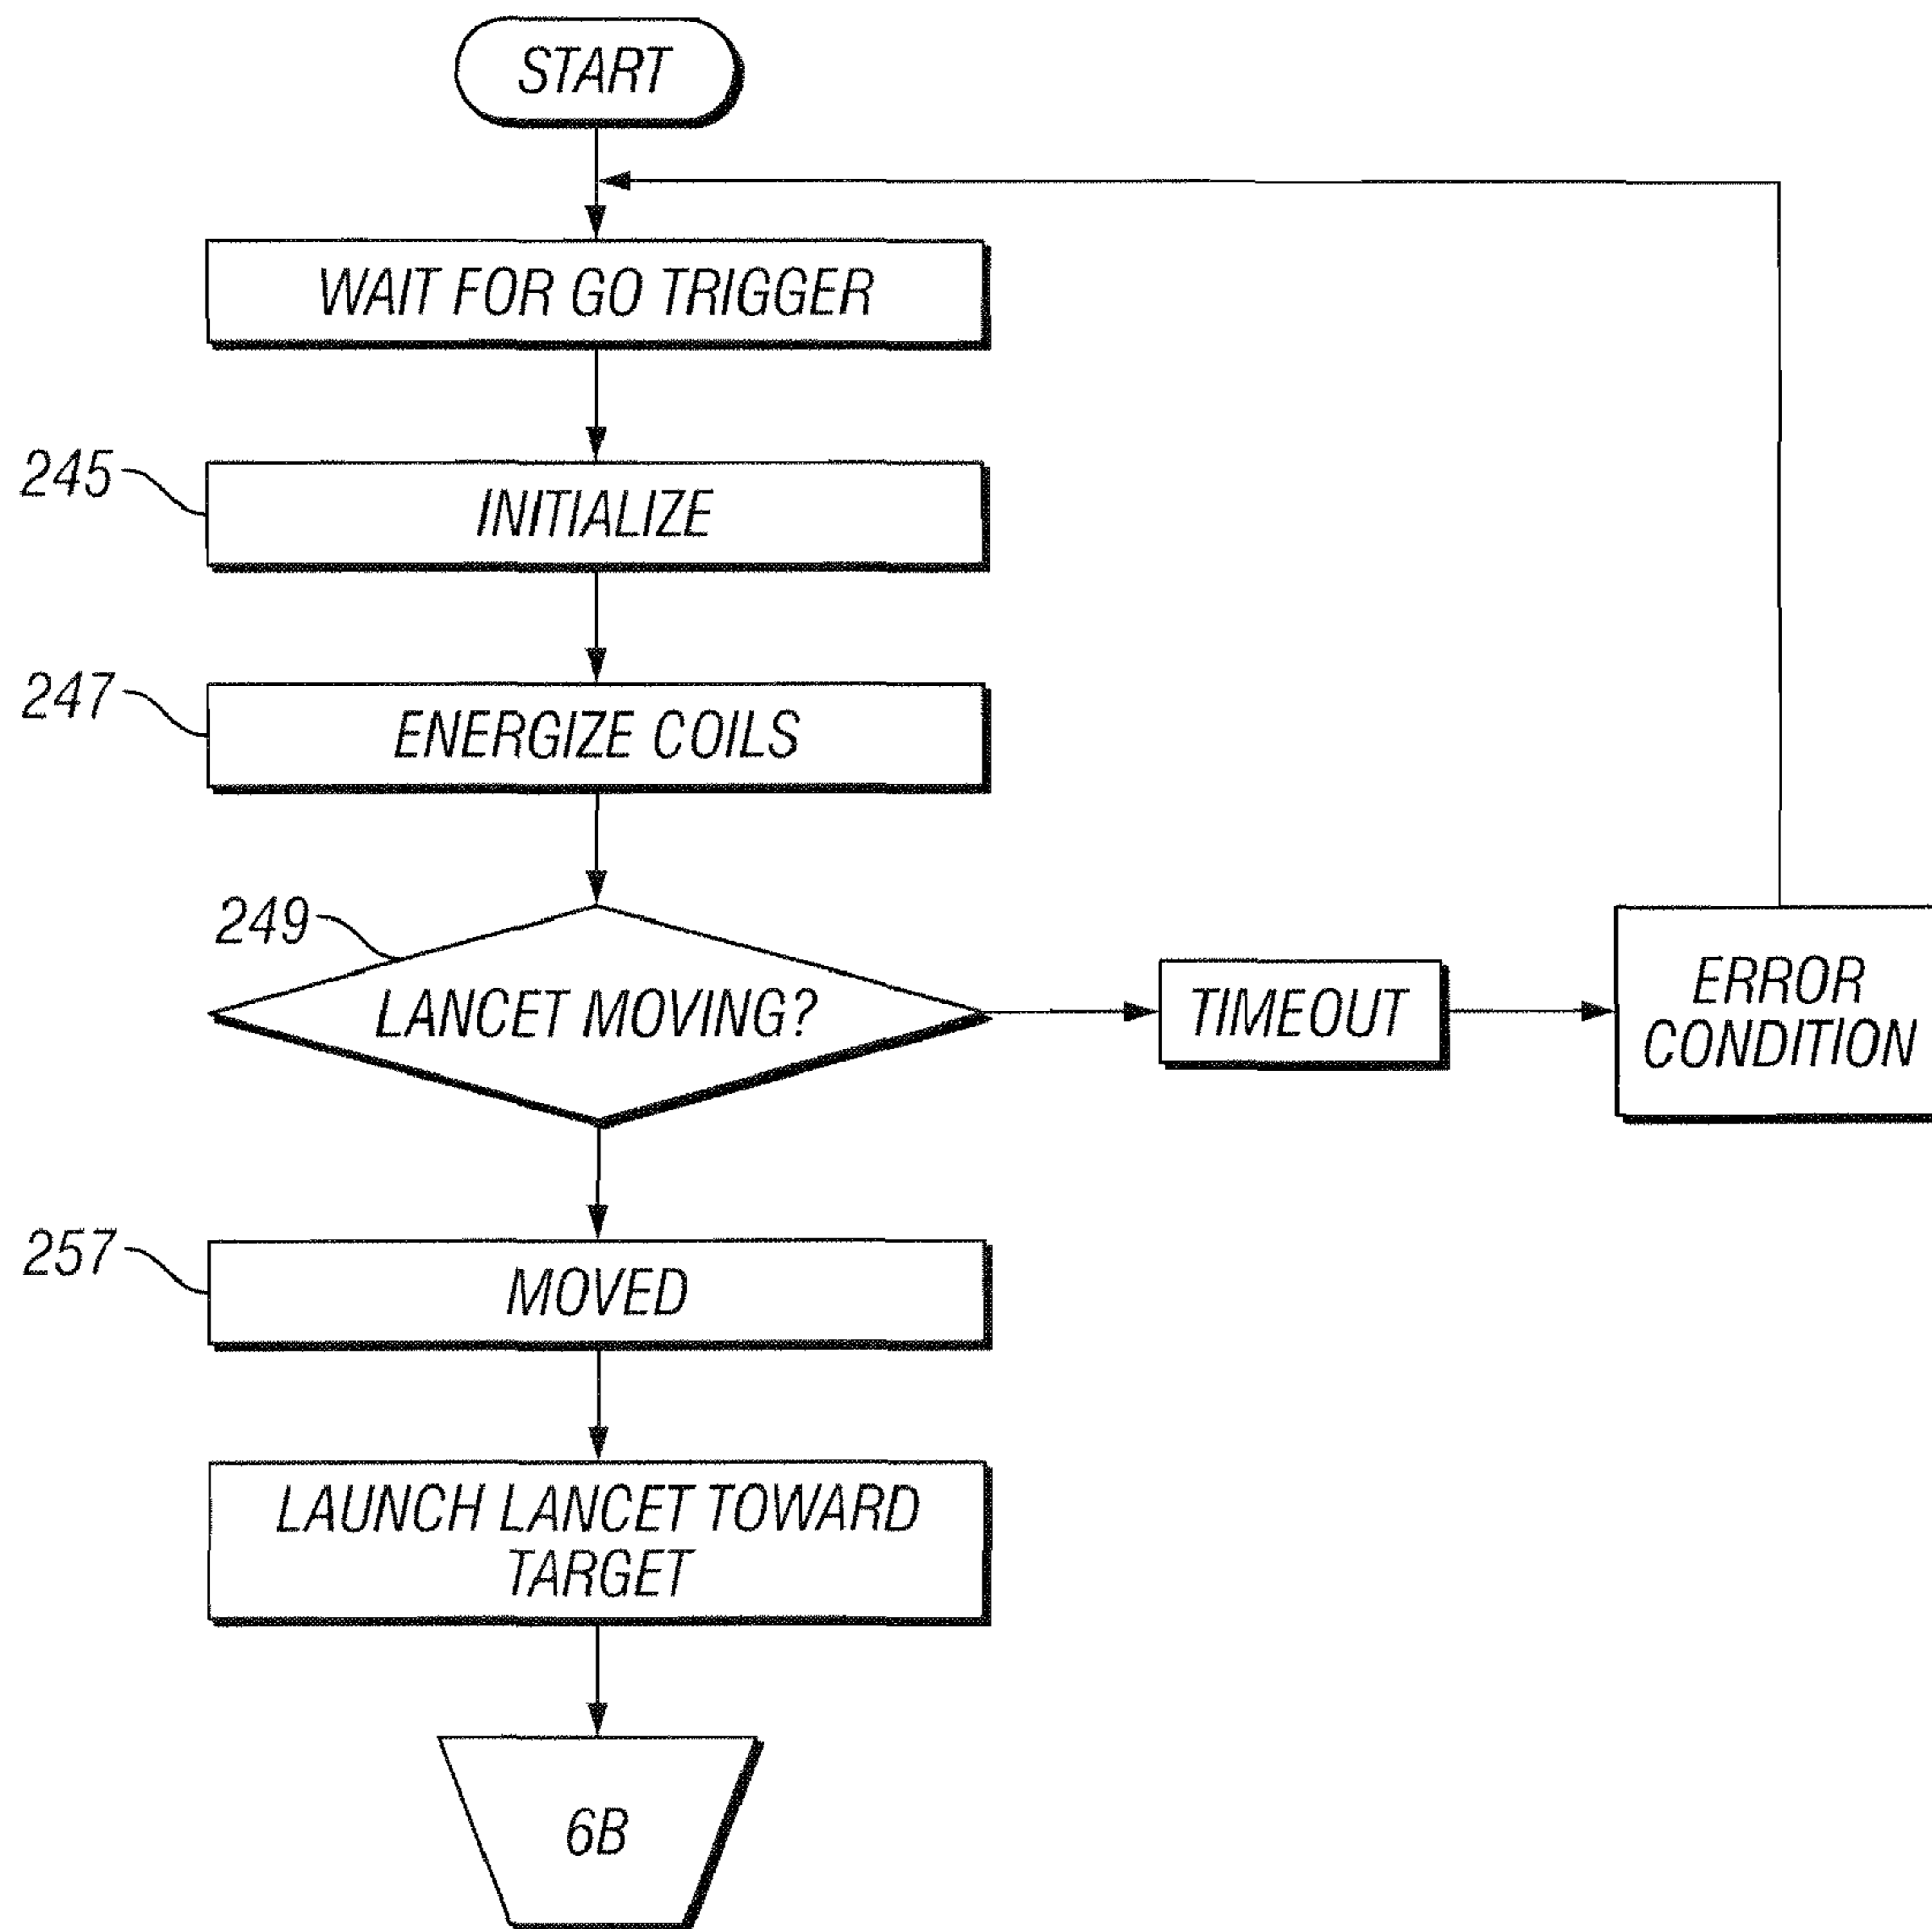 START
WAIT FOR GO TRIGGER
245
INITIALIZE
247
ENERGIZE COILS
249
LANCET MOVING?
TIMEOUT
ERROR
CONDITION
257
MOVED
LAUNCH LANCET TOWARD
TARGET
6B